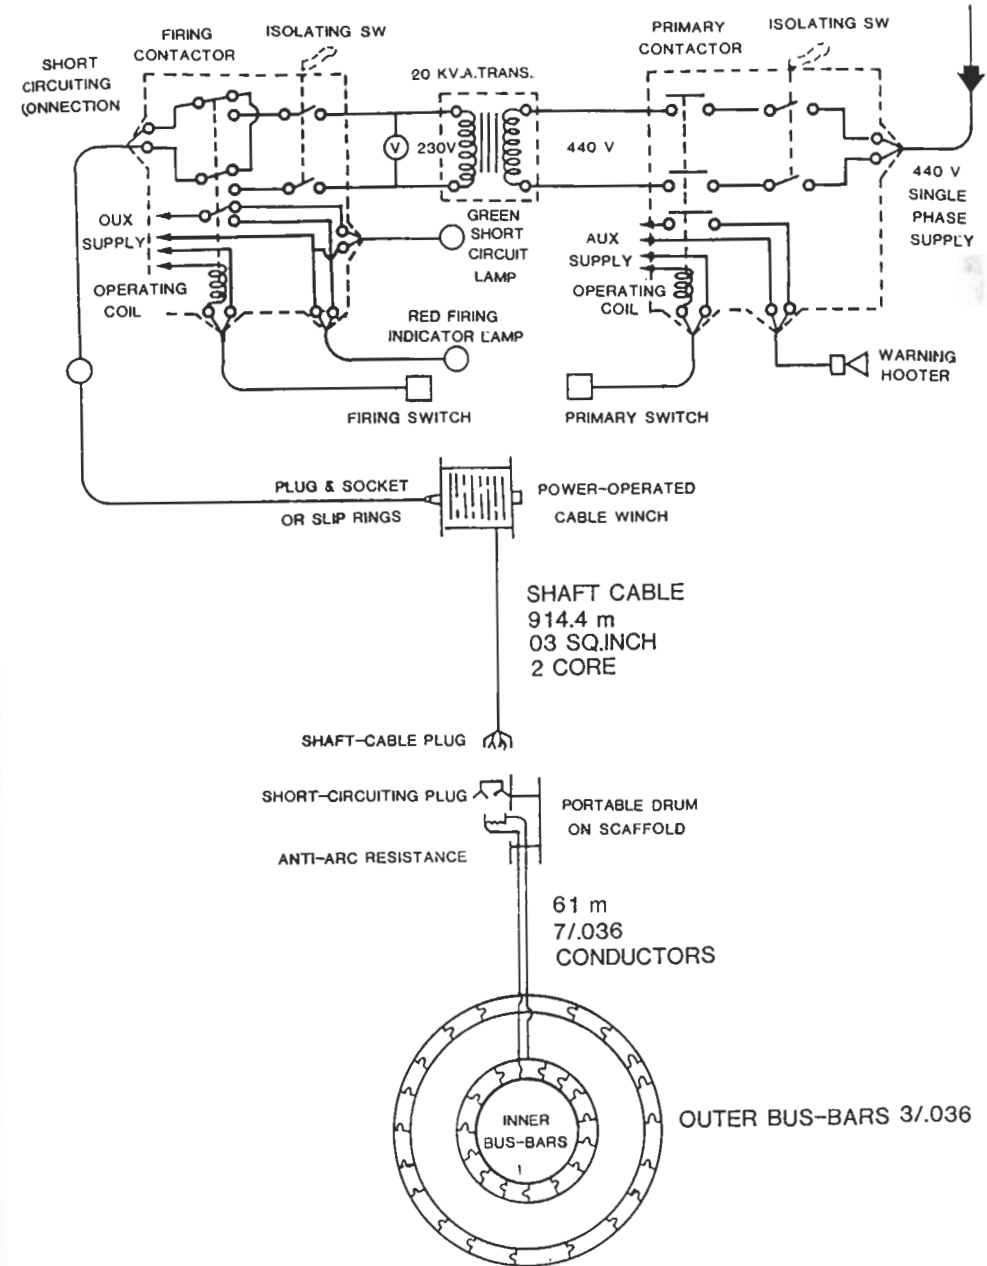 FIRING
CONTACTOR
ISOLATING SW
SHORT
CIRCUITING
(ONNECTION
20 KV.A.TRANS.
PRIMARY
CONTACTOR
ISOLATING SW
V
230V
440 V
440 V
SINGLE
PHASE
SUPPLY
OUX
SUPPLY
OPERATING
COIL
GREEN
SHORT
CIRCUIT
LAMP
AUX
SUPPLY
OPERATING
COIL
RED FIRING
INDICATOR LAMP
WARNING
HOOTER
FIRING SWITCH
PRIMARY SWITCH
PLUG & SOCKET
OR SLIP RINGS
POWER-OPERATED
CABLE WINCH
SHAFT CABLE
914.4 m
03 SQ.INCH
2 CORE
SHAFT-CABLE PLUG
SHORT-CIRCUITING PLUG
PORTABLE DRUM
ON SCAFFOLD
ANTI-ARC RESISTANCE
61 m
7/.036
CONDUCTORS
INNER
BUS-BARS
OUTER BUS-BARS 3/.036